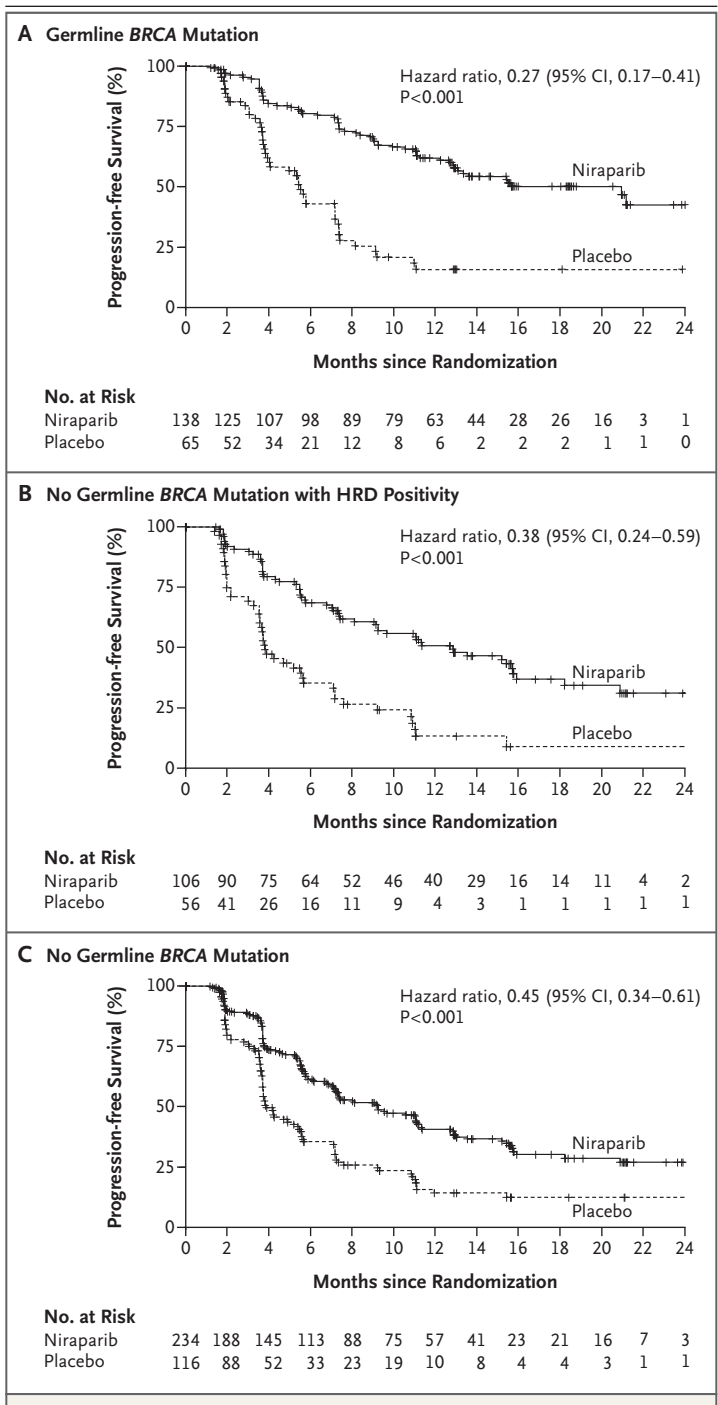 A Germline BRCA Mutation
Progression-free Survival (%)
100
75
50
25
0
Hazard ratio, 0.27 (95% CI, 0.17–0.41)
P<0.001
Niraparib
Placebo
0 2 4 6 8 10 12 14 16 18 20 22 24
Months since Randomization
No. at Risk
Niraparib 138 125 107 98 89 79 63 44 28 26 16 3 1
Placebo 65 52 34 21 12 8 6 2 2 2 1 1 0
B No Germline BRCA Mutation with HRD Positivity
Progression-free Survival (%)
100
75
50
25
0
Hazard ratio, 0.38 (95% CI, 0.24–0.59)
P<0.001
Niraparib
Placebo
0 2 4 6 8 10 12 14 16 18 20 22 24
Months since Randomization
No. at Risk
Niraparib 106 90 75 64 52 46 40 29 16 14 11 4 2
Placebo 56 41 26 16 11 9 4 3 1 1 1 1 1
C No Germline BRCA Mutation
Progression-free Survival (%)
100
75
50
25
0
Hazard ratio, 0.45 (95% CI, 0.34–0.61)
P<0.001
Niraparib
Placebo
0 2 4 6 8 10 12 14 16 18 20 22 24
Months since Randomization
No. at Risk
Niraparib 234 188 145 113 88 75 57 41 23 21 16 7 3
Placebo 116 88 52 33 23 19 10 8 4 4 3 1 1